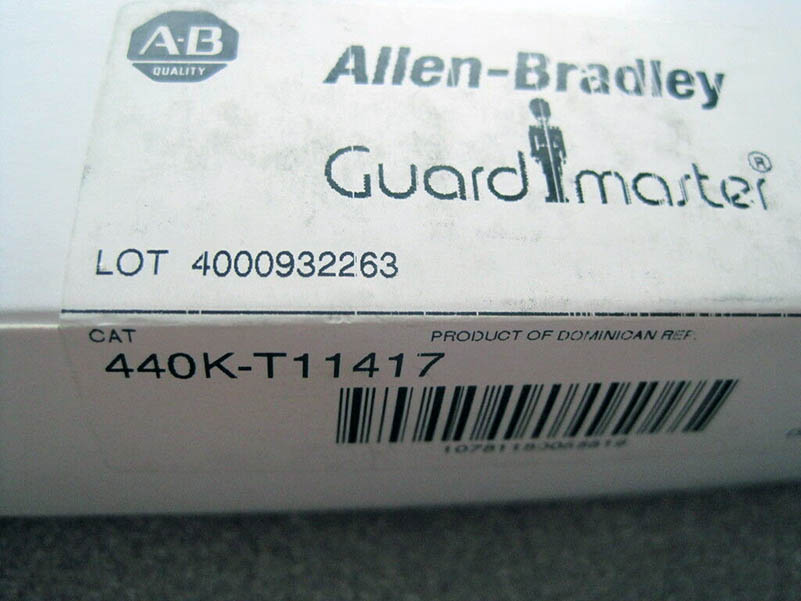 A-B
QUALITY
Allen-Bradley
Guardmaster®
LOT 4000932263
CAT
PRODUCT OF DOMINICAN REP.
440K-T11417